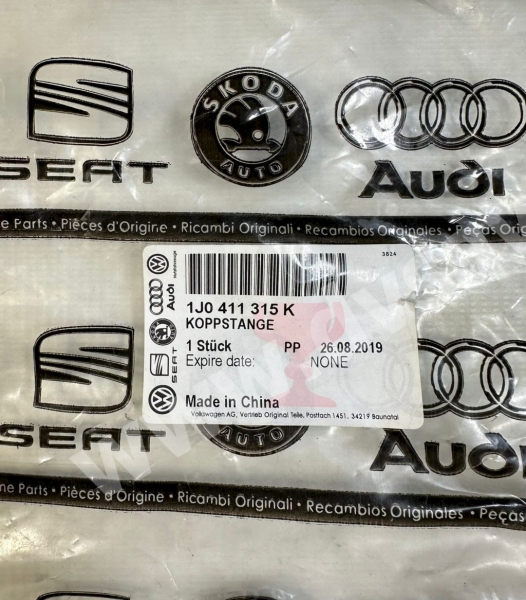 SKODA
AUTO
SEAT
Audi
ne Parts • Pièces d'Origine • Ricambi Originali • Recambios Originales • Peças Gen
3824
Audi
SEAT
1J0 411 315 K
KOPPSTANGE
1 Stück PP 26.08.2019
Expire date: NONE
Made in China
Volkswagen AG, Vertrieb Original Teile, Postfach 1451, 34219 Baunatal
SEAT
AUTO
Audi
ne Parts • Pièces d'Origine • Ricambi Originali • Recambios Originales • Peças